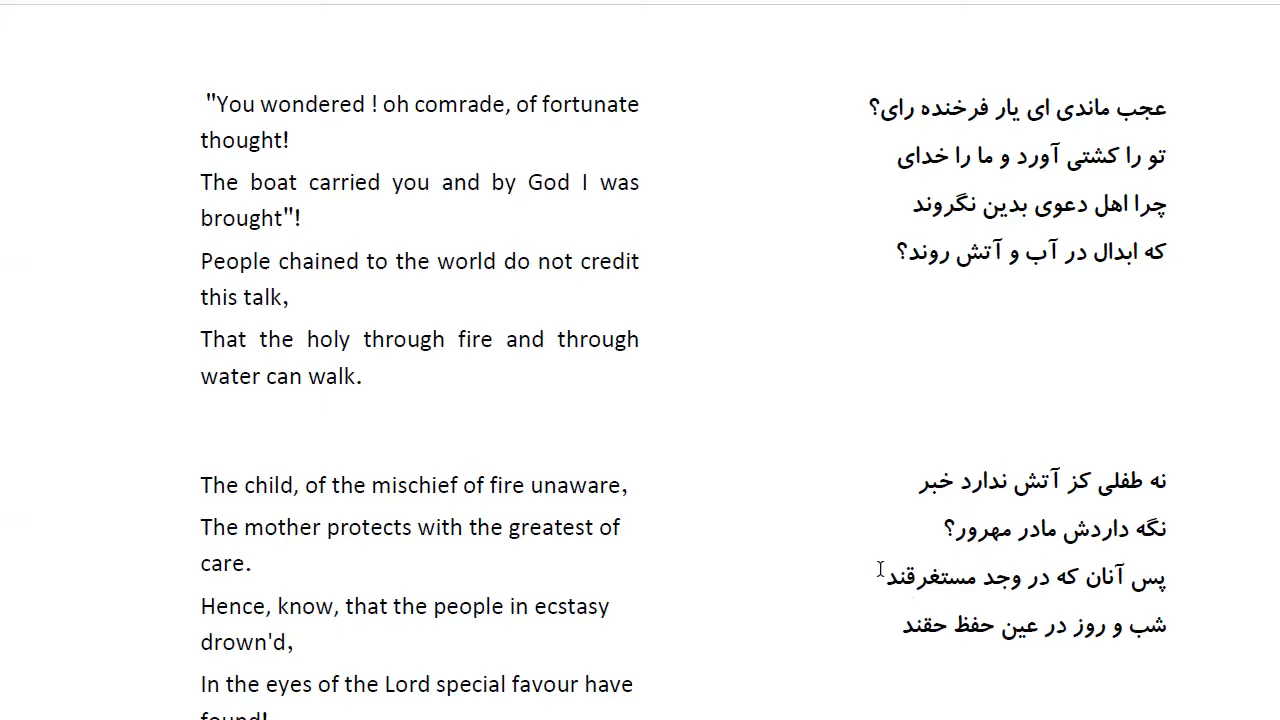 "You wondered ! oh comrade, of fortunate
thought!
The boat carried you and by God I was
brought"!
People chained to the world do not credit
this talk,
That the holy through fire and through
water can walk.
The child, of the mischief of fire unaware,
The mother protects with the greatest of
care.
Hence, know, that the people in ecstasy
drown'd,
In the eyes of the Lord special favour have
found!
عجب ماندی ای یار فرخنده رای؟
تو را کشتی آورد و ما را خدای
چرا اهل دعوی بدین نگروند
که ابدال در آب و آتش روند؟
نه طفلی کز آتش ندارد خبر
نگه داردش مادر مهرور؟
پس آنان که در وجد مستغرقند
شب و روز در عین حفظ حقند